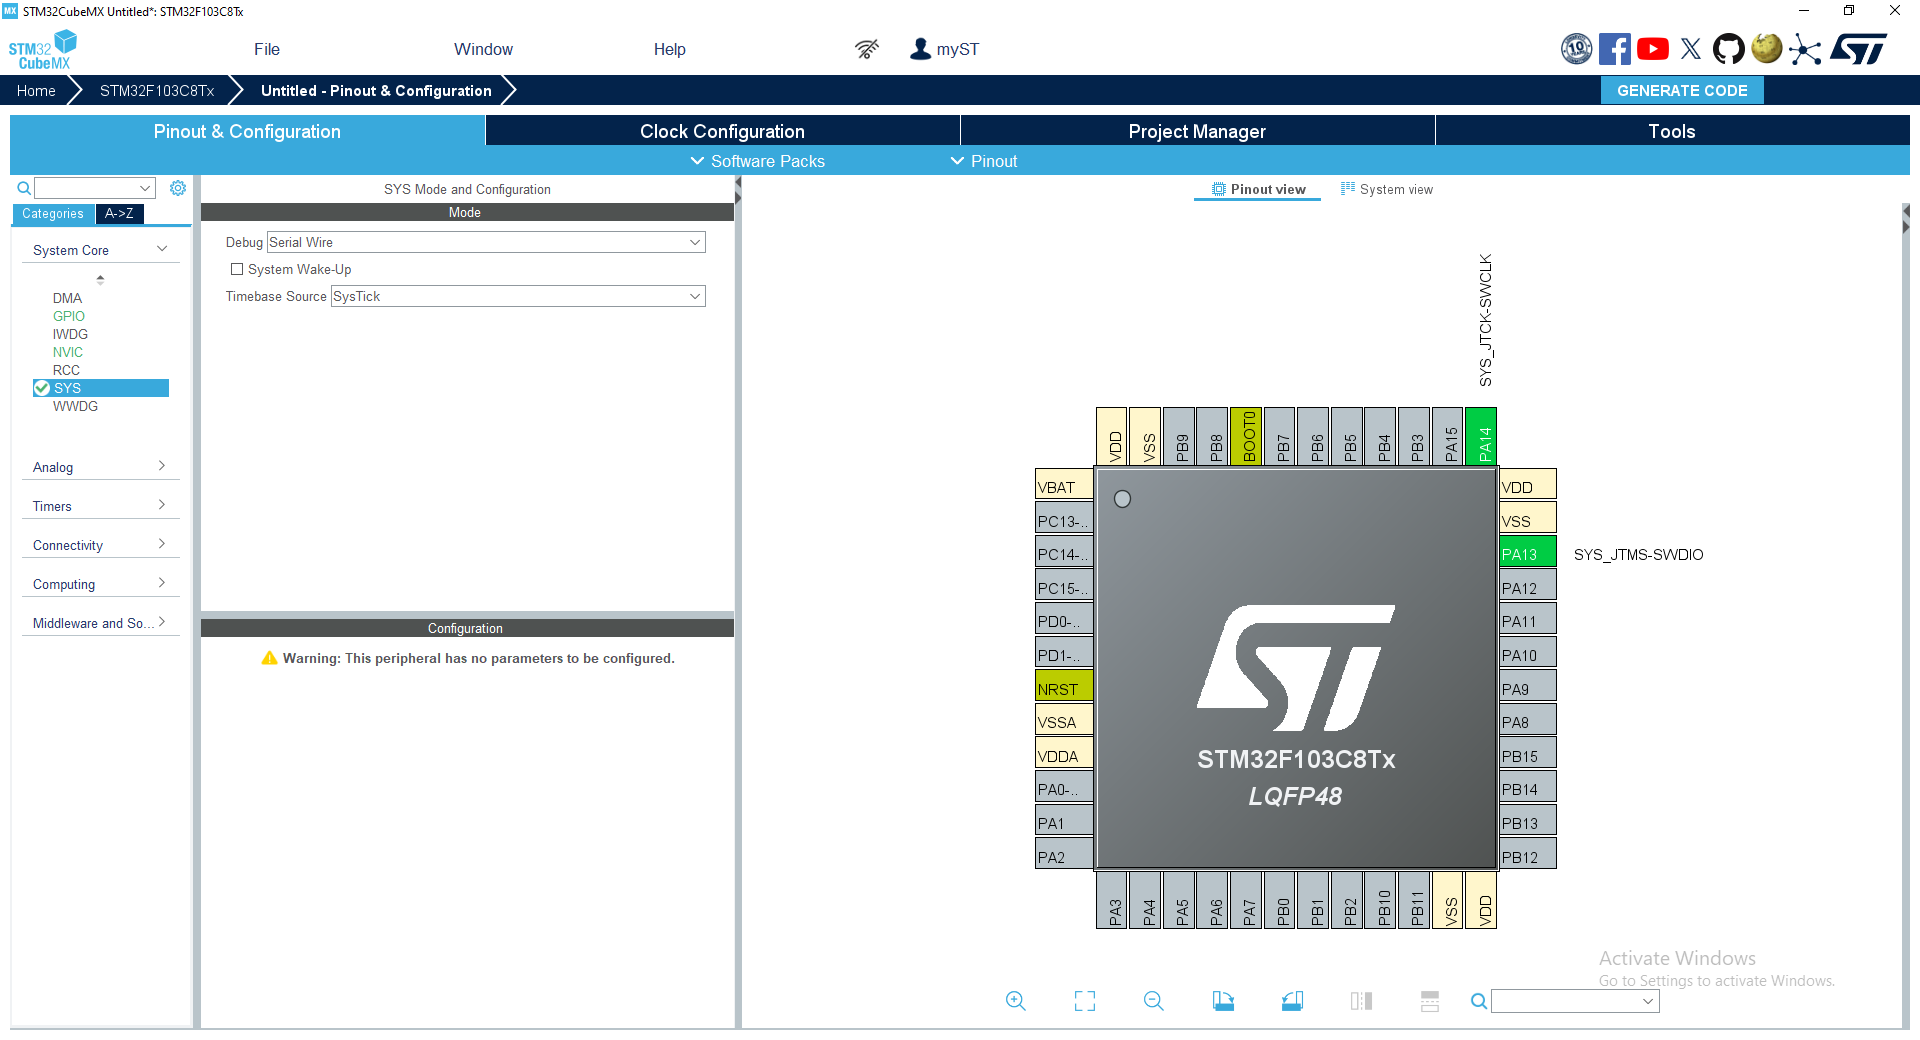 MX STM32CubeMX Untitled*: STM32F103C8Tx
STM32 CubeMX
File
Window
Help
myST
10
Home
STM32F103C8Tx
Untitled - Pinout & Configuration
GENERATE CODE
Pinout & Configuration
Clock Configuration
Project Manager
Tools
Software Packs
Pinout
Categories
A->Z
System Core
DMA
GPIO
IWDG
NVIC
RCC
SYS
WWDG
Analog
Timers
Connectivity
Computing
Middleware and So...
SYS Mode and Configuration
Mode
Debug Serial Wire
System Wake-Up
Timebase Source SysTick
Configuration
Warning: This peripheral has no parameters to be configured.
Pinout view
System view
SYS_JTCK-SWCLK
VDD
VSS
PB9
PB8
BOOT0
PB7
PB6
PB5
PB4
PB3
PA15
PA14
VBAT
PC13-..
PC14-..
PC15-..
PD0-..
PD1-..
NRST
VSSA
VDDA
PA0-..
PA1
PA2
STM32F103C8Tx
LQFP48
VDD
VSS
PA13
SYS_JTMS-SWDIO
PA12
PA11
PA10
PA9
PA8
PB15
PB14
PB13
PB12
PA3
PA4
PA5
PA6
PA7
PB0
PB1
PB2
PB10
PB11
VSS
VDD
Activate Windows
Go to Settings to activate Windows.